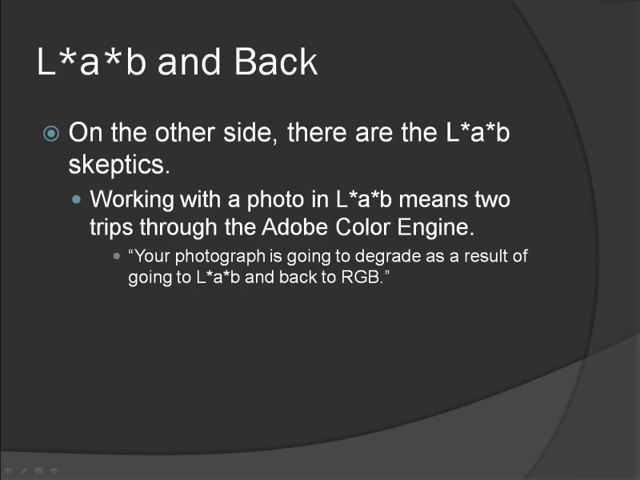 L*a*b and Back
On the other side, there are the L*a*b
skeptics.
Working with a photo in L*a*b means two
trips through the Adobe Color Engine.
“Your photograph is going to degrade as a result of
going to L*a*b and back to RGB.”